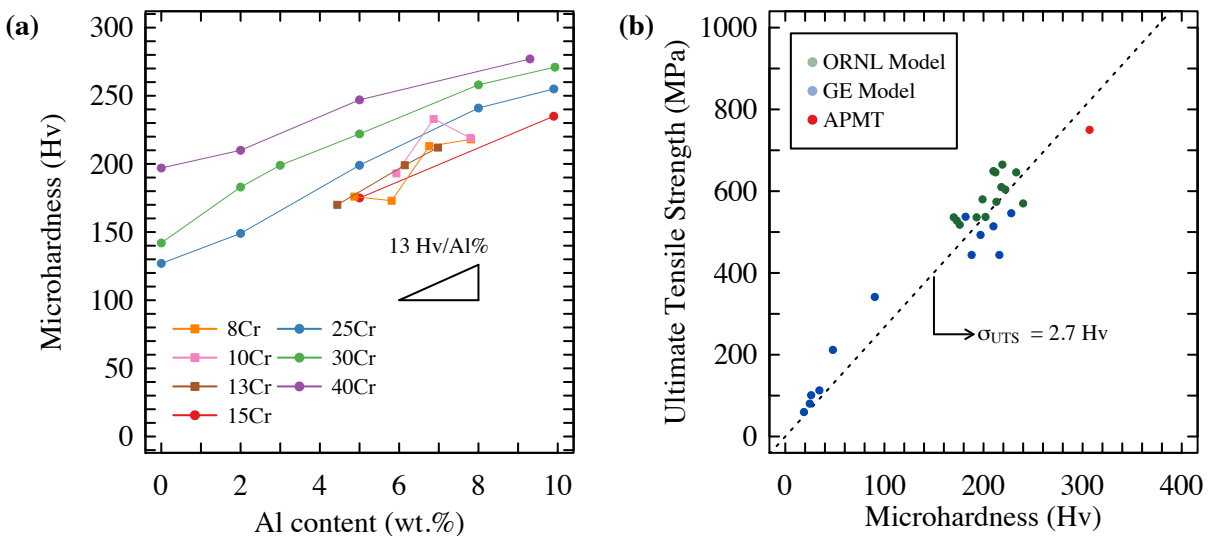 (a)
Microhardness (Hv)
300
250
200
150
100
50
0
13 Hv/Al%
8Cr
10Cr
13Cr
15Cr
25Cr
30Cr
40Cr
0 2 4 6 8 10
Al content (wt.%)
(b)
Ultimate Tensile Strength (MPa)
1000
800
600
400
200
0
ORNL Model
GE Model
APMT
σUTS = 2.7 Hv
0 100 200 300 400
Microhardness (Hv)